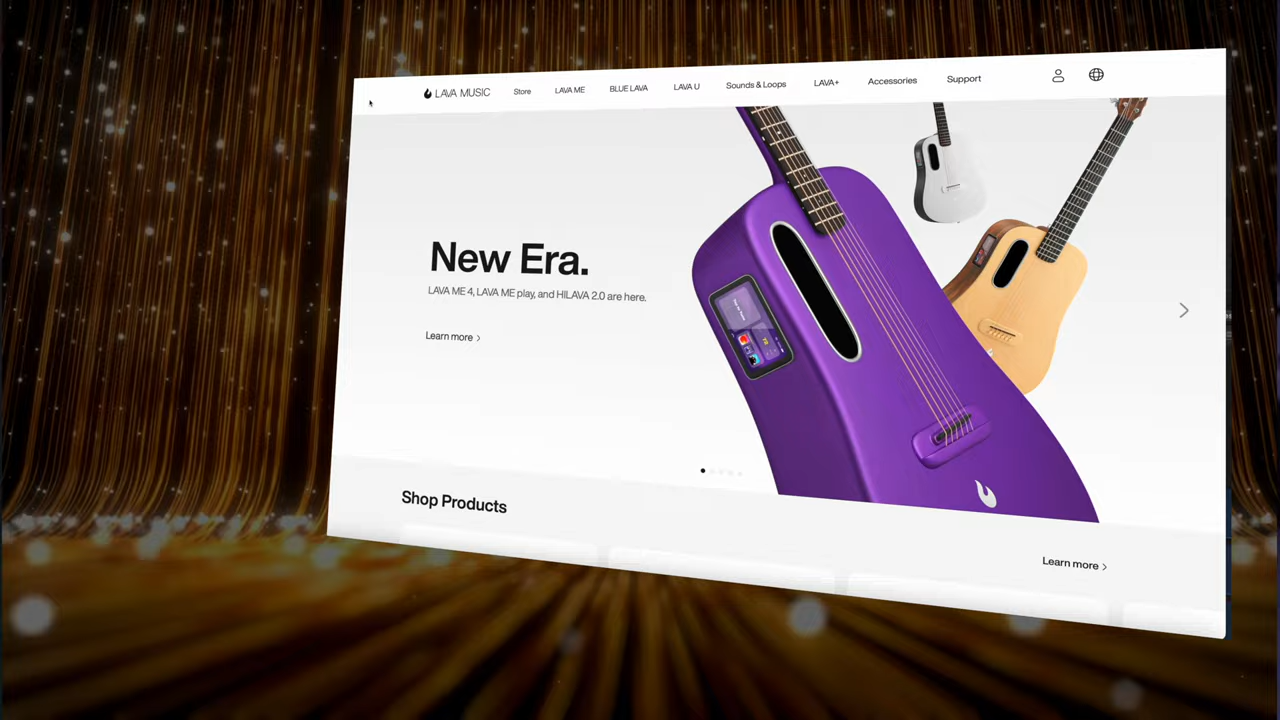 LAVA MUSIC
Store
LAVA ME
BLUE LAVA
LAVA U
Sounds & Loops
LAVA+
Accessories
Support
New Era.
LAVA ME 4, LAVA ME play, and HILAVA 2.0 are here.
Learn more
Shop Products
Learn more